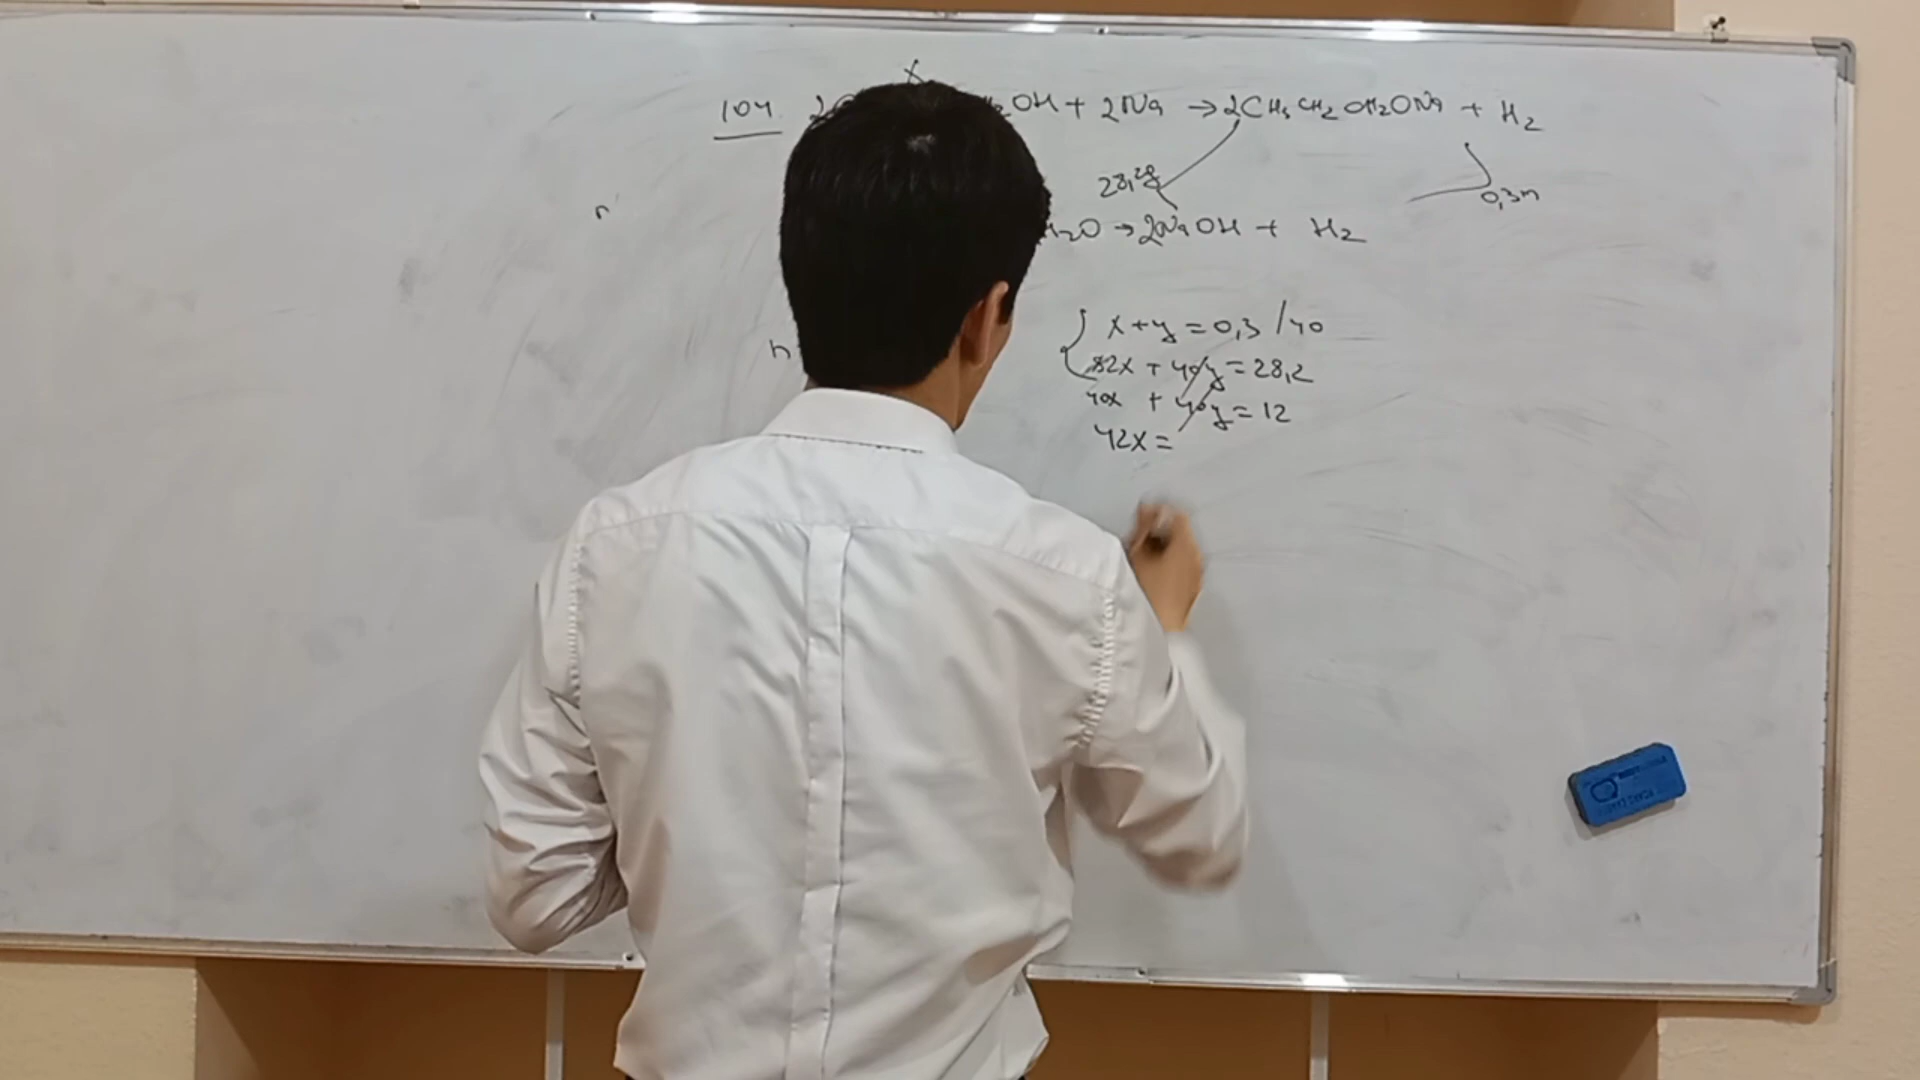 104. 2C OH + 2Na → 2CH₃CH₂CH₂ONa + H₂
28,2g
0,3n
H₂O → 2NaOH + H₂
x + y = 0,3 /40
82x + 40y = 28,2
40x + 40y = 12
42x =